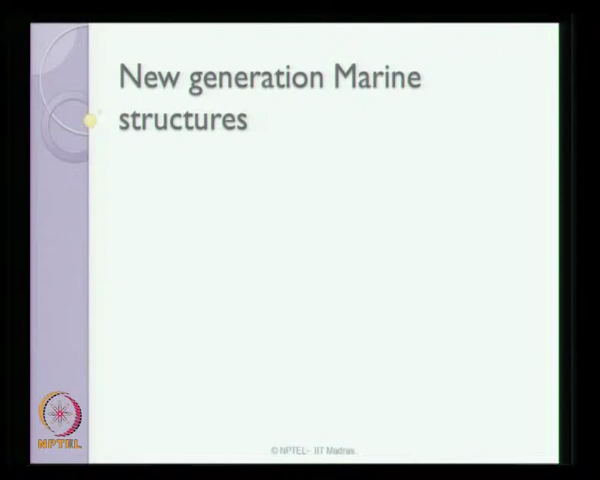 New generation Marine
structures
NPTEL
© NPTEL- IIT Madras.